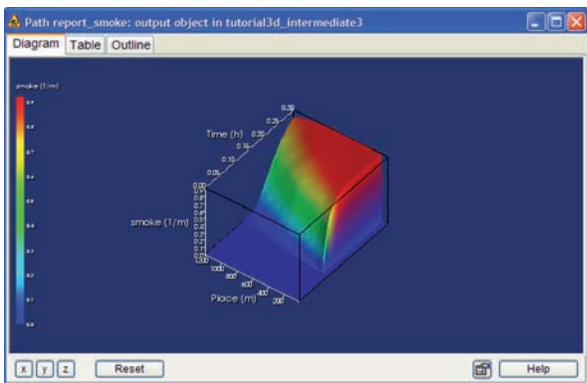 Path report_smoke: output object in tutorial3d_intermediate3
Diagram Table Outline
smoke (1/m)
0.30
0.25
0.20
Time (h)
0.15
0.10
0.05
0.00
smoke (1/m)
1200
1000
800
600
400
200
Place (m)
x y z Reset Help